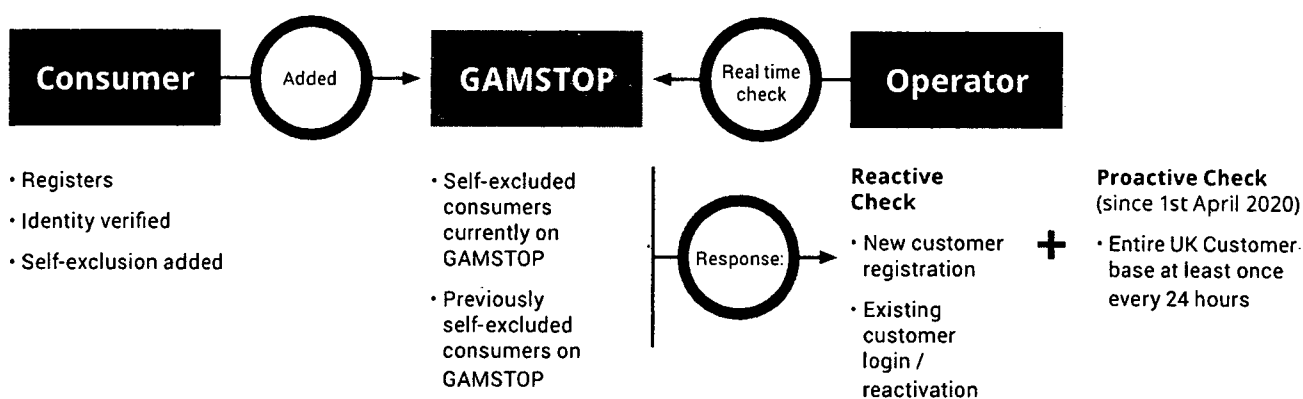 Consumer
Added
GAMSTOP
Real time
check
Operator
· Registers
· Identity verified
· Self-exclusion added
· Self-excluded
consumers
currently on
GAMSTOP
· Previously
self-excluded
consumers on
GAMSTOP
Response:
Reactive
Check
· New customer
registration
· Existing
customer
login /
reactivation
+
Proactive Check
(since 1st April 2020)
· Entire UK Customer
base at least once
every 24 hours